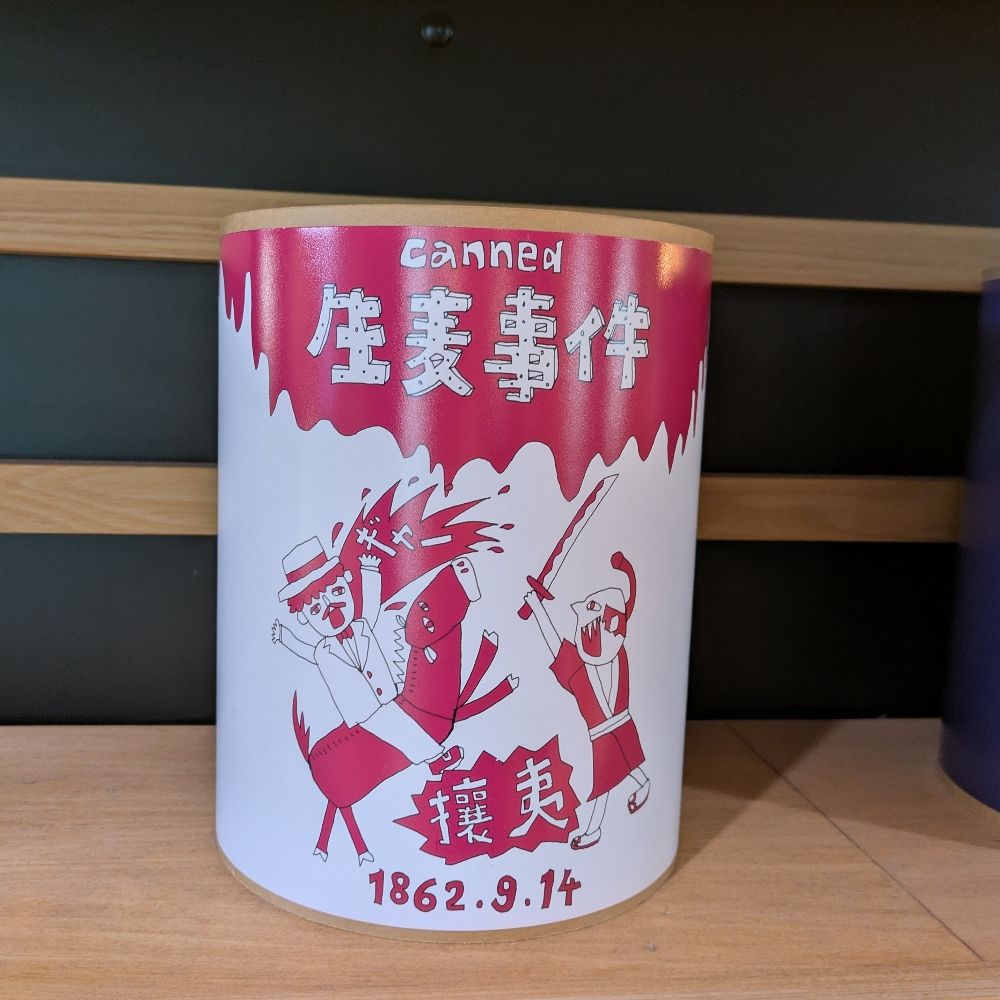 canned
生麦事件
ギャー
攘夷
1862.9.14